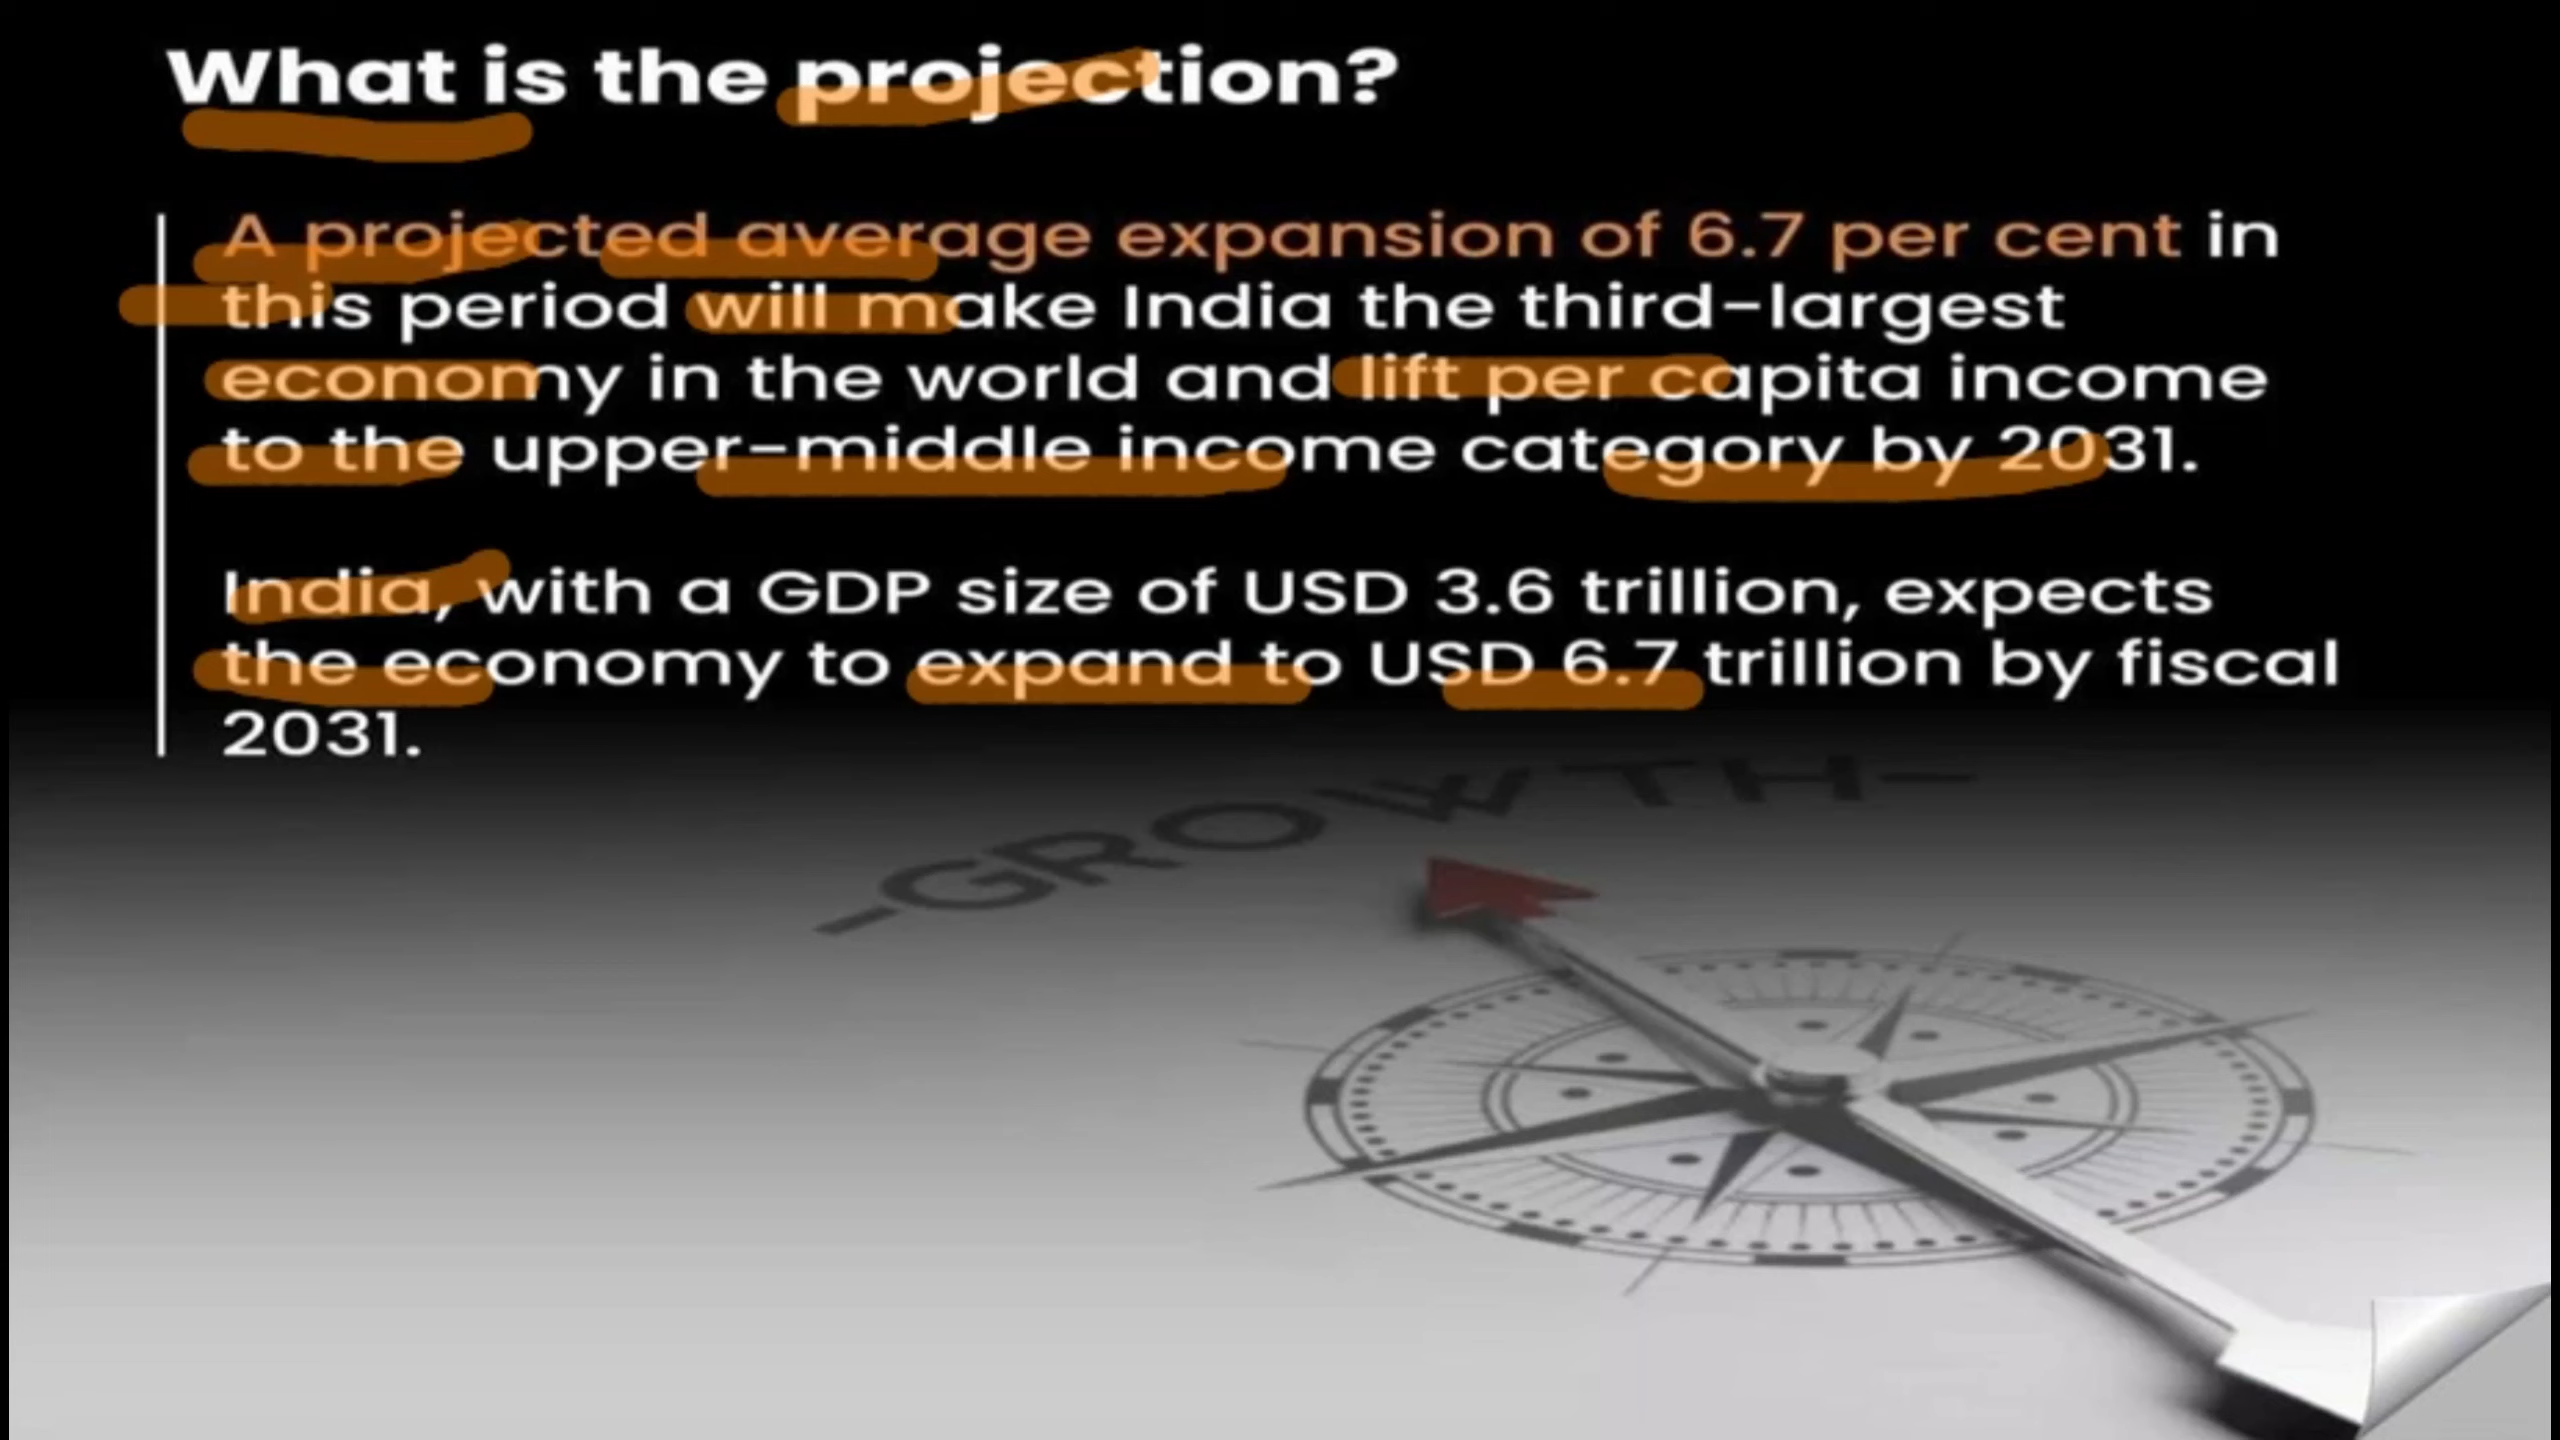 What is the projection?
A projected average expansion of 6.7 per cent in
this period will make India the third-largest
economy in the world and lift per capita income
to the upper-middle income category by 2031.
India, with a GDP size of USD 3.6 trillion, expects
the economy to expand to USD 6.7 trillion by fiscal
2031.
-GROWTH-